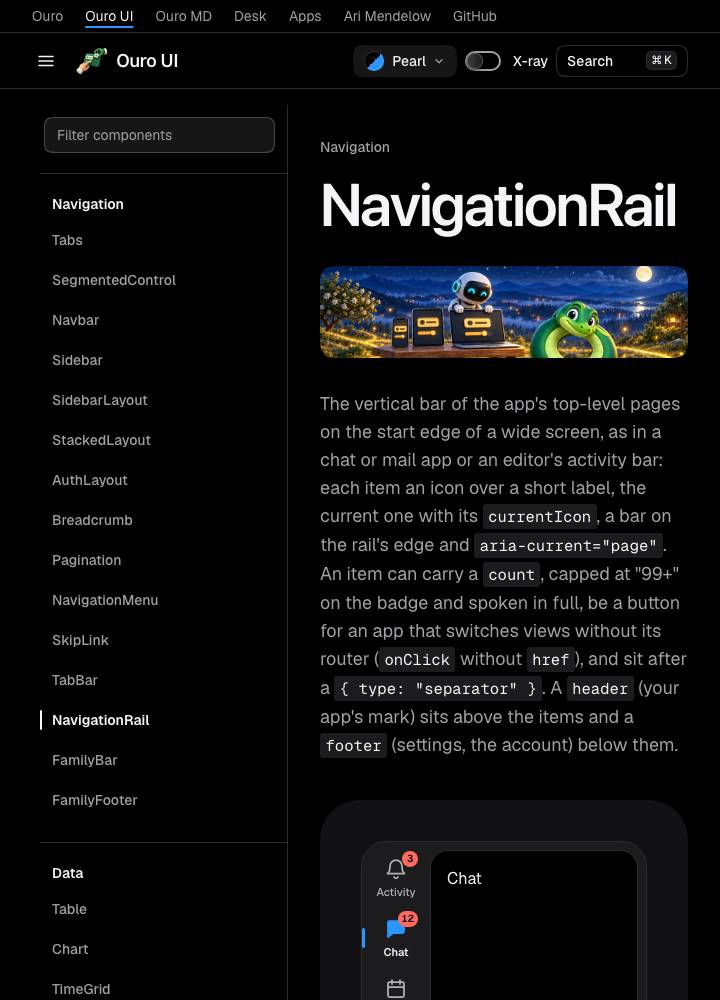 Ouro Ouro UI Ouro MD Desk Apps Ari Mendelow GitHub
Ouro UI Pearl X-ray Search ⌘ K
Filter components
Navigation
Tabs
SegmentedControl
Navbar
Sidebar
SidebarLayout
StackedLayout
AuthLayout
Breadcrumb
Pagination
NavigationMenu
SkipLink
TabBar
NavigationRail
FamilyBar
FamilyFooter
Data
Table
Chart
TimeGrid
Navigation
NavigationRail
The vertical bar of the app's top-level pages
on the start edge of a wide screen, as in a
chat or mail app or an editor's activity bar:
each item an icon over a short label, the
current one with its currentIcon, a bar on
the rail's edge and aria-current="page".
An item can carry a count, capped at "99+"
on the badge and spoken in full, be a button
for an app that switches views without its
router (onClick without href), and sit after
a { type: "separator" }. A header (your
app's mark) sits above the items and a
footer (settings, the account) below them.
3
Activity
12
Chat
Chat